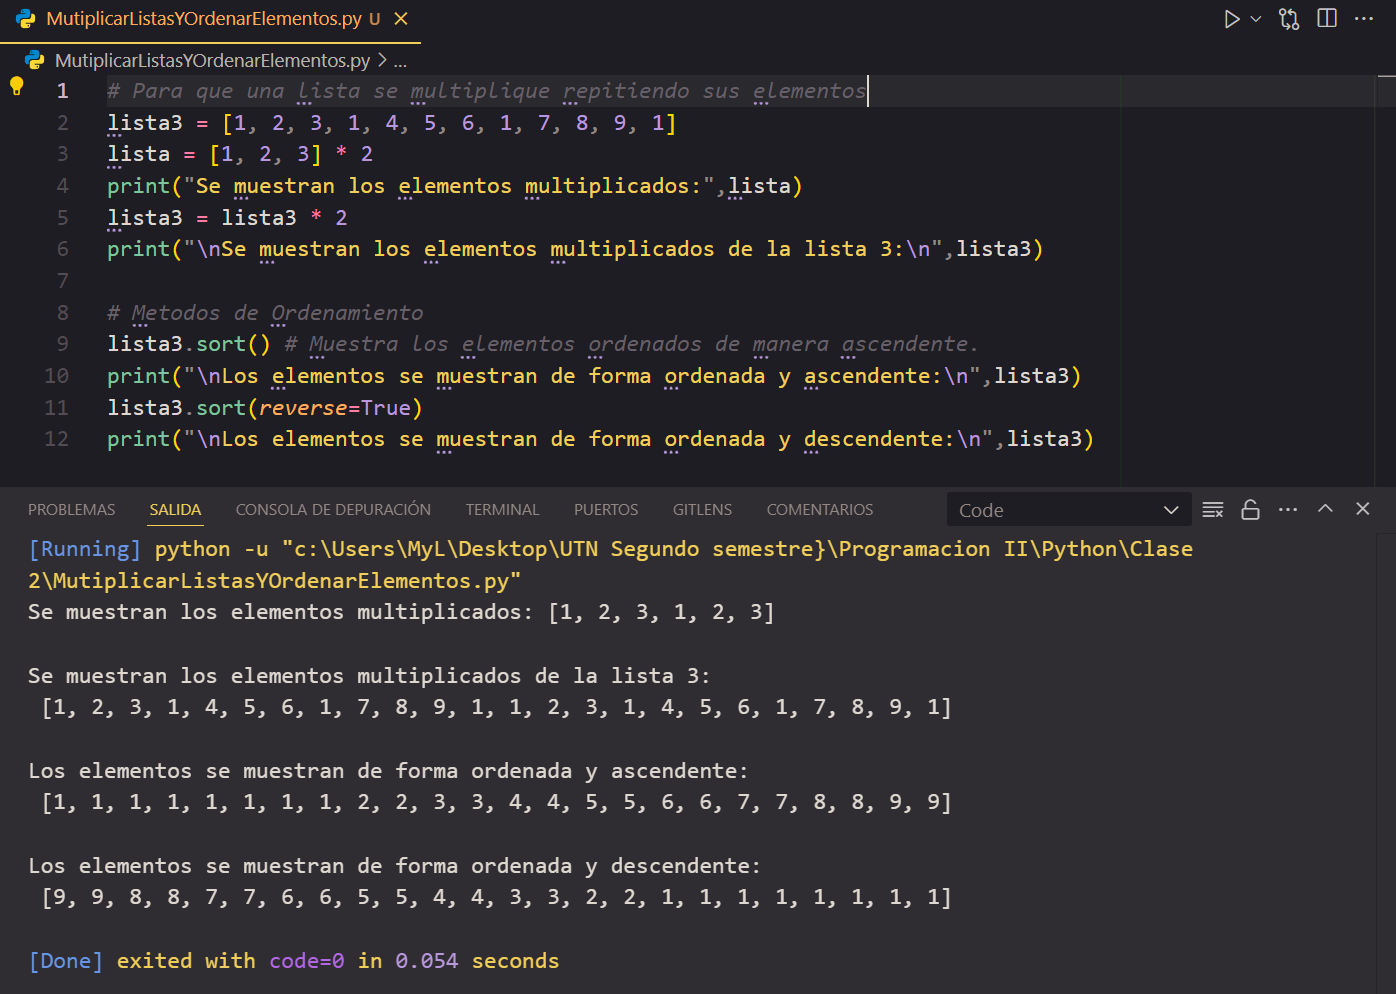 MutiplicarListasYOrdenarElementos.py U
MutiplicarListasYOrdenarElementos.py > ...
1 # Para que una lista se multiplique repitiendo sus elementos
2 lista3 = [1, 2, 3, 1, 4, 5, 6, 1, 7, 8, 9, 1]
3 lista = [1, 2, 3] * 2
4 print("Se muestran los elementos multiplicados:",lista)
5 lista3 = lista3 * 2
6 print("\nSe muestran los elementos multiplicados de la lista 3:\n",lista3)
7
8 # Metodos de Ordenamiento
9 lista3.sort() # Muestra los elementos ordenados de manera ascendente.
10 print("\nLos elementos se muestran de forma ordenada y ascendente:\n",lista3)
11 lista3.sort(reverse=True)
12 print("\nLos elementos se muestran de forma ordenada y descendente:\n",lista3)
PROBLEMAS SALIDA CONSOLA DE DEPURACIÓN TERMINAL PUERTOS GITLENS COMENTARIOS Code
[Running] python -u "c:\Users\MyL\Desktop\UTN Segundo semestre}\Programacion II\Python\Clase
2\MutiplicarListasYOrdenarElementos.py"
Se muestran los elementos multiplicados: [1, 2, 3, 1, 2, 3]
Se muestran los elementos multiplicados de la lista 3:
[1, 2, 3, 1, 4, 5, 6, 1, 7, 8, 9, 1, 1, 2, 3, 1, 4, 5, 6, 1, 7, 8, 9, 1]
Los elementos se muestran de forma ordenada y ascendente:
[1, 1, 1, 1, 1, 1, 1, 1, 2, 2, 3, 3, 4, 4, 5, 5, 6, 6, 7, 7, 8, 8, 9, 9]
Los elementos se muestran de forma ordenada y descendente:
[9, 9, 8, 8, 7, 7, 6, 6, 5, 5, 4, 4, 3, 3, 2, 2, 1, 1, 1, 1, 1, 1, 1, 1]
[Done] exited with code=0 in 0.054 seconds